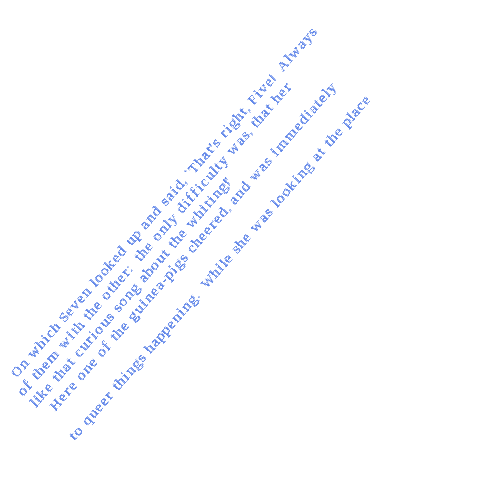 On which Seven looked up and said, `That's right, Five!  Always
of them with the other:  the only difficulty was, that her
like that curious song about the whiting!'
Here one of the guinea-pigs cheered, and was immediately
to queer things happening.  While she was looking at the place